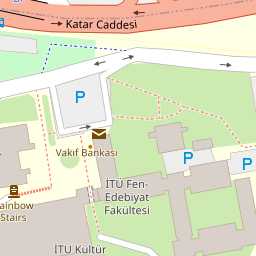 Katar Caddesi
P
Vakıf Bankası
P
P
İTÜ Fen-
Edebiyat
Fakültesi
Rainbow
Stairs
İTÜ Kültür